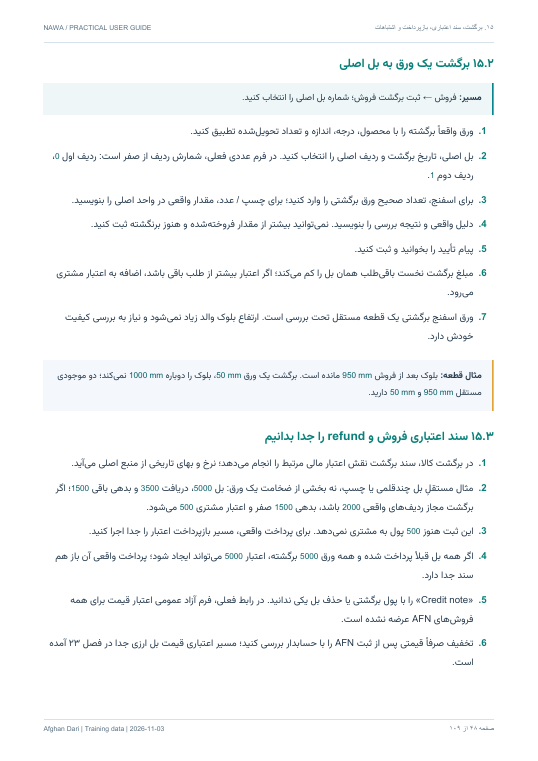 NAWA / PRACTICAL USER GUIDE
۱۵. برگشت، سند اعتباری، بازپرداخت و اشتباهات
۱۵.۲ برگشت یک ورق به بل اصلی
مسیر: فروش ← ثبت برگشت فروش؛ شماره بل اصلی را انتخاب کنید.
1. ورق واقعاً برگشته را با محصول، درجه، اندازه و تعداد تحویل‌شده تطبیق کنید.
2. بل اصلی، تاریخ برگشت و ردیف اصلی را انتخاب کنید. در فرم عددی فعلی، شمارش ردیف از صفر است: ردیف اول 0،
ردیف دوم 1.
3. برای اسفنج، تعداد صحیح ورق برگشتی را وارد کنید؛ برای چسپ / عدد، مقدار واقعی در واحد اصلی را بنویسید.
4. دلیل واقعی و نتیجه بررسی را بنویسید. نمی‌توانید بیشتر از مقدار فروخته‌شده و هنوز برنگشته ثبت کنید.
5. پیام تأیید را بخوانید و ثبت کنید.
6. مبلغ برگشت نخست باقی‌طلب همان بل را کم می‌کند؛ اگر اعتبار بیشتر از طلب باقی باشد، اضافه به اعتبار مشتری
می‌رود.
7. ورق اسفنج برگشتی یک قطعه مستقل تحت بررسی است. ارتفاع بلوک والد زیاد نمی‌شود و نیاز به بررسی کیفیت
خودش دارد.
مثال قطعه: بلوک بعد از فروش 950 mm مانده است. برگشت یک ورق 50 mm، بلوک را دوباره 1000 mm نمی‌کند؛ دو موجودی
مستقل 950 mm و 50 mm دارید.
۱۵.۳ سند اعتباری فروش و refund را جدا بدانیم
1. در برگشت کالا، سند برگشت نقش اعتبار مالی مرتبط را انجام می‌دهد؛ نرخ و بهای تاریخی از منبع اصلی می‌آید.
2. مثال مستقلِ بل چندقلمی یا چسپ، نه بخشی از ضخامت یک ورق: بل 5000، دریافت 3500 و بدهی باقی 1500؛ اگر
برگشت مجاز ردیف‌های واقعی 2000 باشد، بدهی 1500 صفر و اعتبار مشتری 500 می‌شود.
3. این ثبت هنوز 500 پول به مشتری نمی‌دهد. برای پرداخت واقعی، مسیر بازپرداخت اعتبار را جدا اجرا کنید.
4. اگر همه بل قبلاً پرداخت شده و همه ورق 5000 برگشته، اعتبار 5000 می‌تواند ایجاد شود؛ پرداخت واقعی آن باز هم
سند جدا دارد.
5. «Credit note» را با پول برگشتی یا حذف بل یکی ندانید. در رابط فعلی، فرم آزاد عمومی اعتبار قیمت برای همه
فروش‌های AFN عرضه نشده است.
6. تخفیف صرفاً قیمتی پس از ثبت AFN را با حسابدار بررسی کنید؛ مسیر اعتباری قیمت بل ارزی جدا در فصل ۲۳ آمده
است.
Afghan Dari | Training data | 2026-11-03
صفحه ۴۸ از ۱۰۹